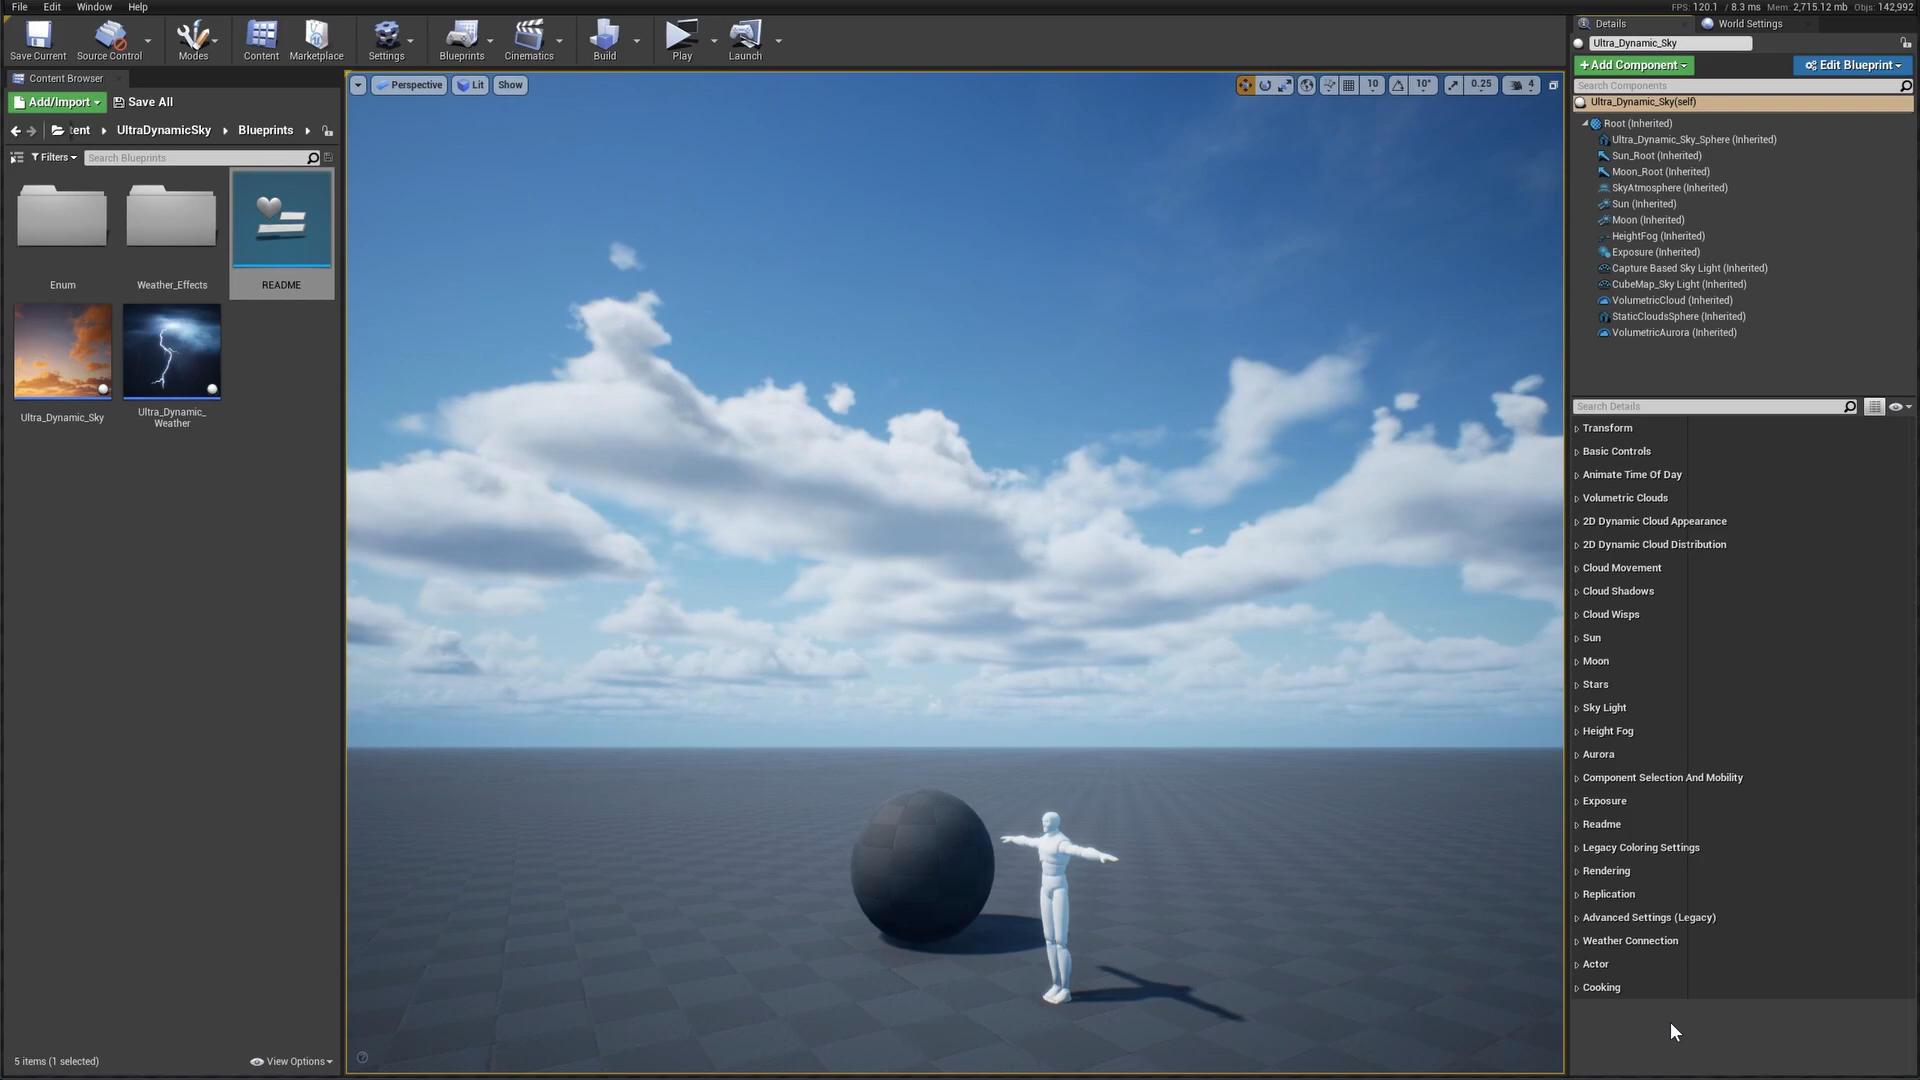 File Edit Window Help
FPS: 120.1 / 8.3 ms Mem: 2,715.12 mb Objs: 142,992
Save Current Source Control Modes Content Marketplace Settings Blueprints Cinematics Build Play Launch
Details World Settings
Ultra_Dynamic_Sky
+Add Component Edit Blueprint
Search Components
Ultra_Dynamic_Sky(self)
Root (Inherited)
Ultra_Dynamic_Sky_Sphere (Inherited)
Sun_Root (Inherited)
Moon_Root (Inherited)
SkyAtmosphere (Inherited)
Sun (Inherited)
Moon (Inherited)
HeightFog (Inherited)
Exposure (Inherited)
Capture Based Sky Light (Inherited)
CubeMap_Sky Light (Inherited)
VolumetricCloud (Inherited)
StaticCloudsSphere (Inherited)
VolumetricAurora (Inherited)
Search Details
Transform
Basic Controls
Animate Time Of Day
Volumetric Clouds
2D Dynamic Cloud Appearance
2D Dynamic Cloud Distribution
Cloud Movement
Cloud Shadows
Cloud Wisps
Sun
Moon
Stars
Sky Light
Height Fog
Aurora
Component Selection And Mobility
Exposure
Readme
Legacy Coloring Settings
Rendering
Replication
Advanced Settings (Legacy)
Weather Connection
Actor
Cooking
Content Browser
Add/Import Save All
tent UltraDynamicSky Blueprints
Filters Search Blueprints
Enum Weather_Effects README
Ultra_Dynamic_Sky Ultra_Dynamic_
Weather
5 items (1 selected) View Options
Perspective Lit Show
10 10° 0.25 4